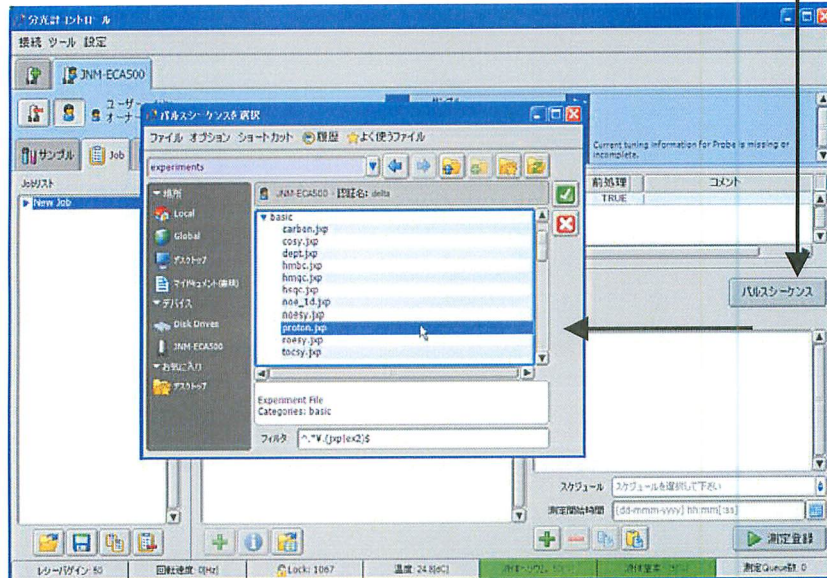 分光計 コントロール
接続 ツール 設定
JNM-ECA500
ユーザー
オーナー
サンプル
Job
Current tuning information for Probe is missing or incomplete.
Jobリスト
New Job
前処理
コメント
TRUE
パルスシーケンスを選択
ファイル オプション ショートカット 履歴 よく使うファイル
experiments
場所
Local
Global
デスクトップ
マイドキュメント(書類)
デバイス
Disk Drives
JNM-ECA500
お気に入り
デスクトップ
JNM-ECA500 - 認証名: delta
basic
carbon.jxp
cosy.jxp
dept.jxp
hmbc.jxp
hmqc.jxp
hsqc.jxp
noe_1d.jxp
noesy.jxp
proton.jxp
roesy.jxp
tocsy.jxp
Experiment File
Categories: basic
フィルタ ^.*¥.(jxp|ex2)$
パルスシーケンス
スケジュール スケジュールを選択して下さい
測定開始時間 [dd-mmm-yyyy] hh:mm[:ss]
測定登録
レシーバゲイン: 50
回転速度: 0[Hz]
Lock: 1067
温度: 24.8[dC]
測定Queue数: 0